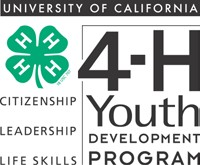 UNIVERSITY OF CALIFORNIA
H H
H H
4-H
Youth
DEVELOPMENT
PROGRAM
CITIZENSHIP
LEADERSHIP
LIFE SKILLS